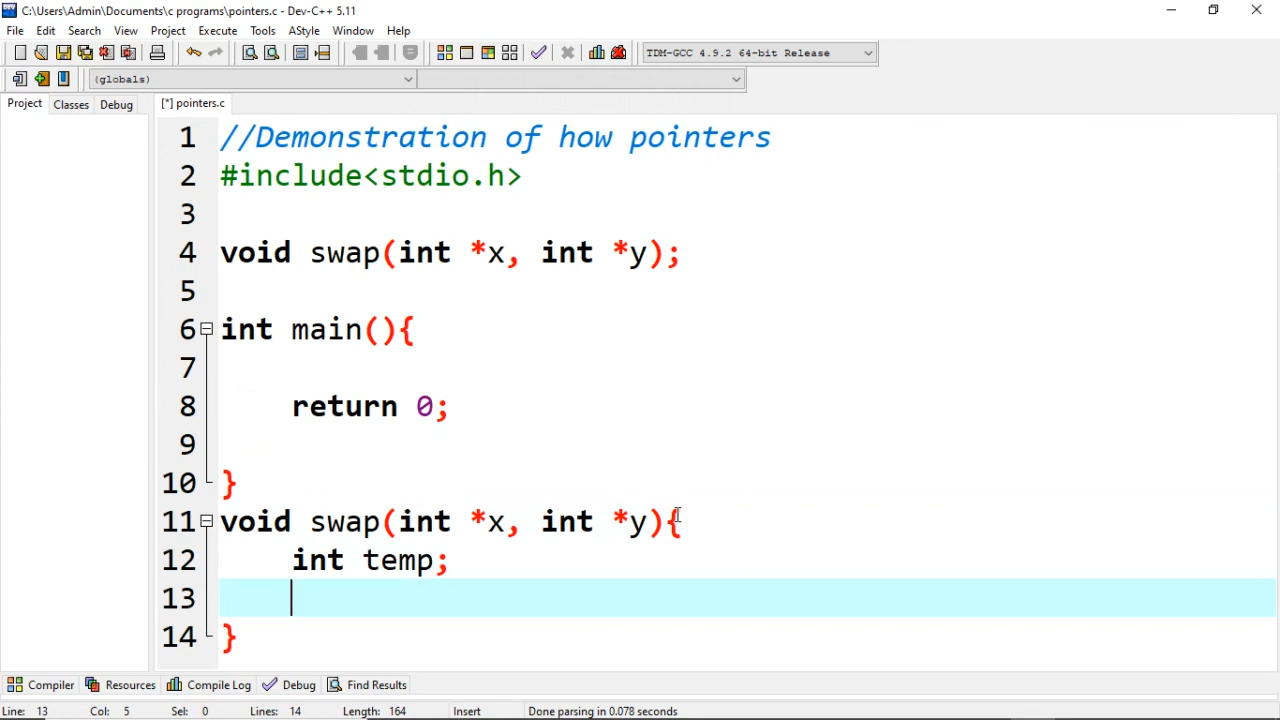 C:\Users\Admin\Documents\c programs\pointers.c - Dev-C++ 5.11
File Edit Search View Project Execute Tools AStyle Window Help
TDM-GCC 4.9.2 64-bit Release
(globals)
Project Classes Debug [*] pointers.c
1 //Demonstration of how pointers
2 #include<stdio.h>
3
4 void swap(int *x, int *y);
5
6 int main(){
7
8 return 0;
9
10 }
11 void swap(int *x, int *y){
12 int temp;
13
14 }
Compiler Resources Compile Log Debug Find Results
Line: 13 Col: 5 Sel: 0 Lines: 14 Length: 164 Insert Done parsing in 0.078 seconds